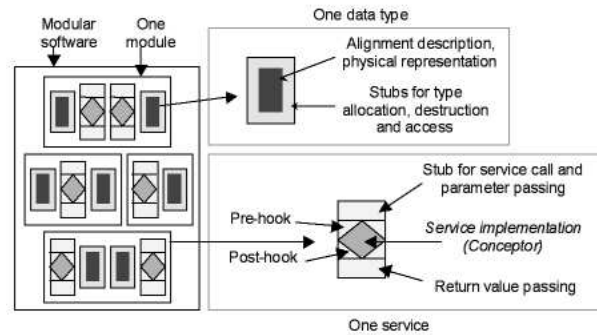 Modular
software
One
module
One data type
Alignment description,
physical representation
Stubs for type
allocation, destruction
and access
Stub for service call and
parameter passing
Pre-hook
Service implementation
(Conceptor)
Post-hook
Return value passing
One service